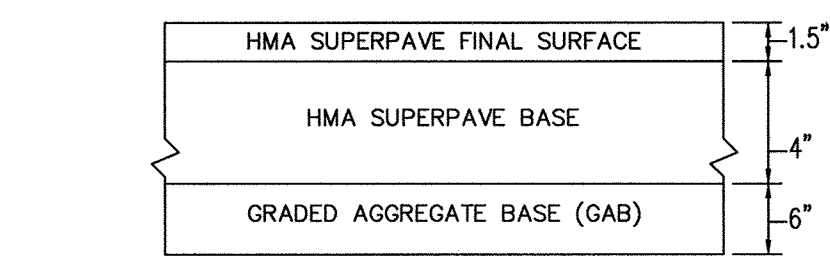 HMA SUPERPAVE FINAL SURFACE
1.5"
HMA SUPERPAVE BASE
4"
GRADED AGGREGATE BASE (GAB)
6"